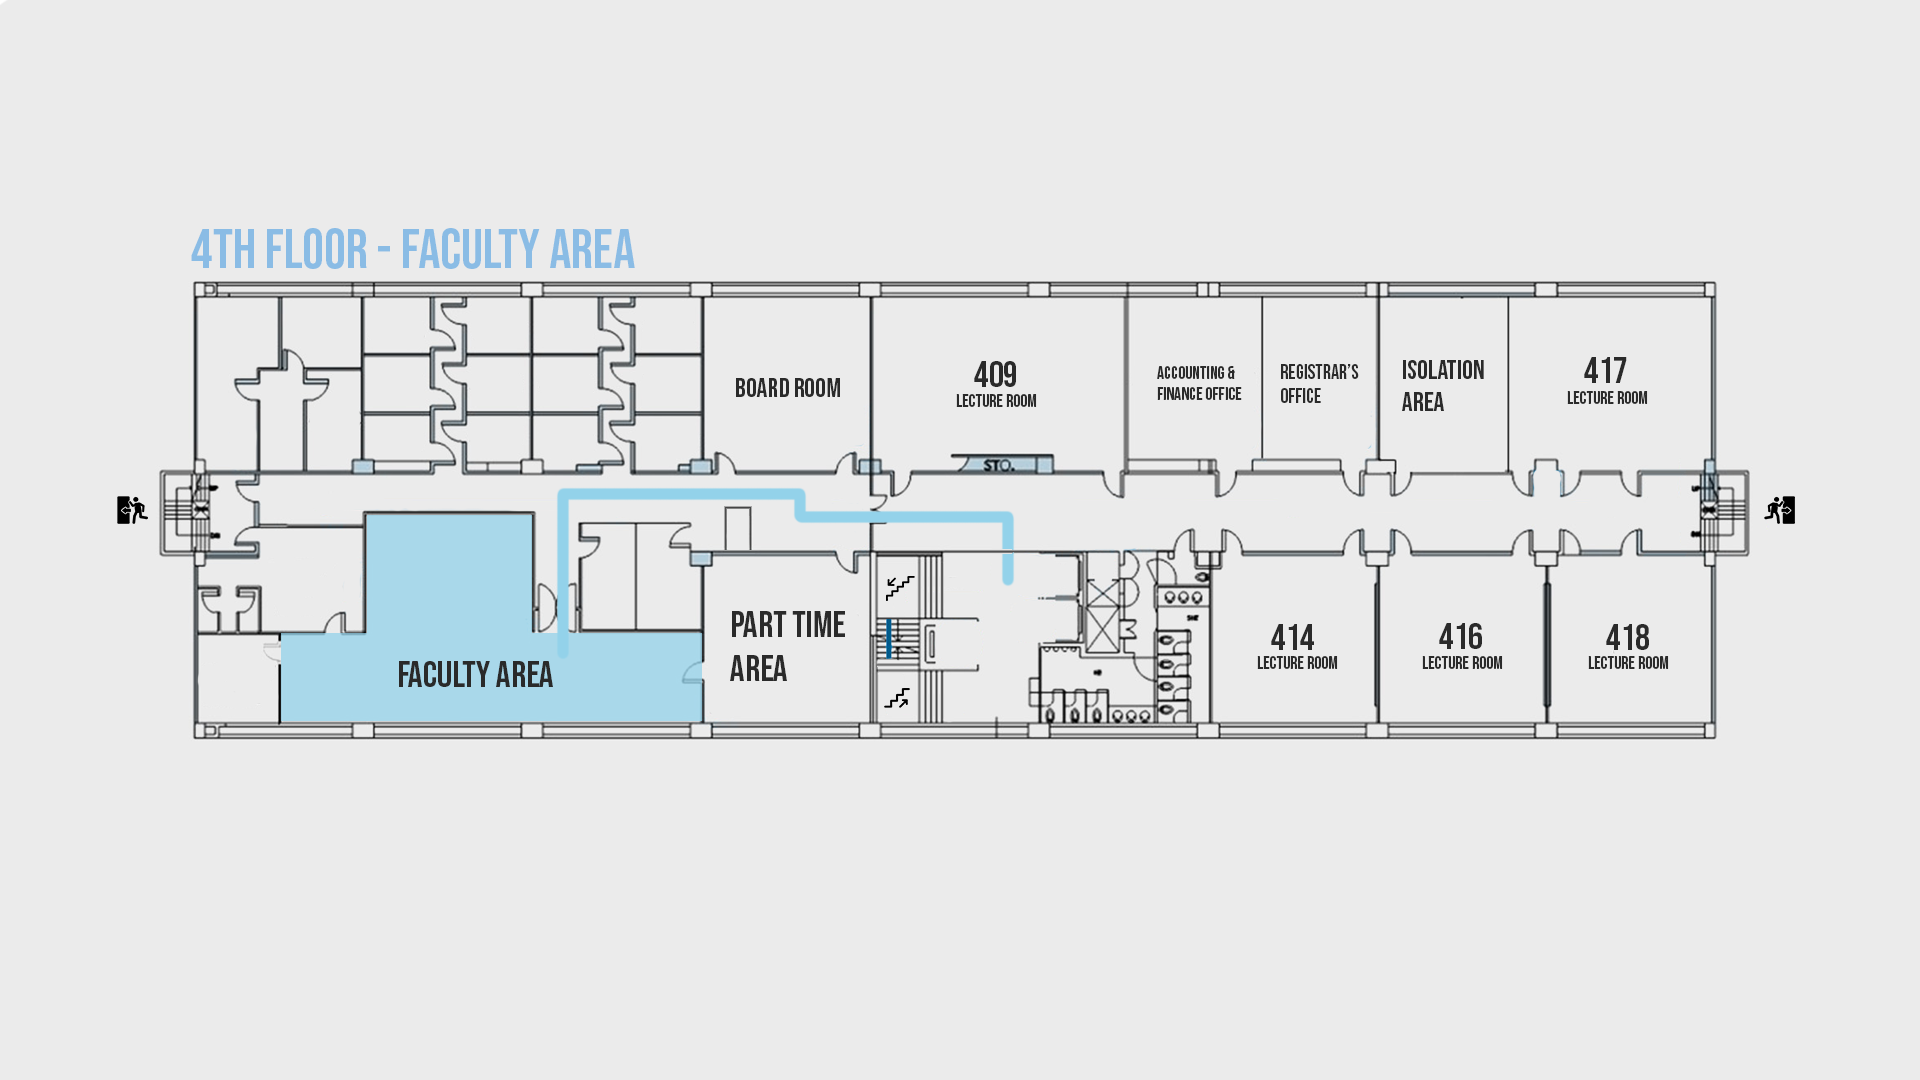 4TH FLOOR - FACULTY AREA
BOARD ROOM
409
LECTURE ROOM
STO.
ACCOUNTING &
FINANCE OFFICE
REGISTRAR'S
OFFICE
ISOLATION
AREA
417
LECTURE ROOM
FACULTY AREA
PART TIME
AREA
414
LECTURE ROOM
416
LECTURE ROOM
418
LECTURE ROOM